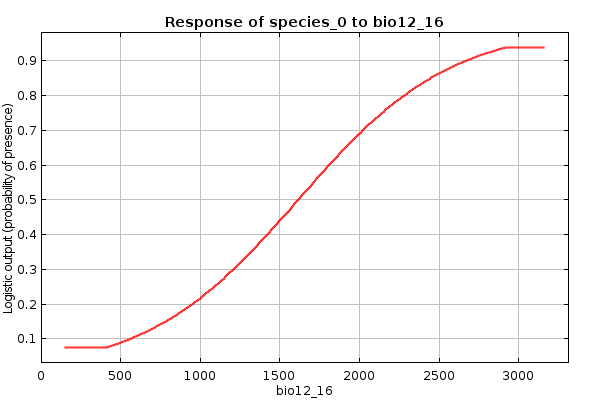 Response of species_0 to bio12_16
Logistic output (probability of presence)
0.9
0.8
0.7
0.6
0.5
0.4
0.3
0.2
0.1
0 500 1000 1500 2000 2500 3000
bio12_16